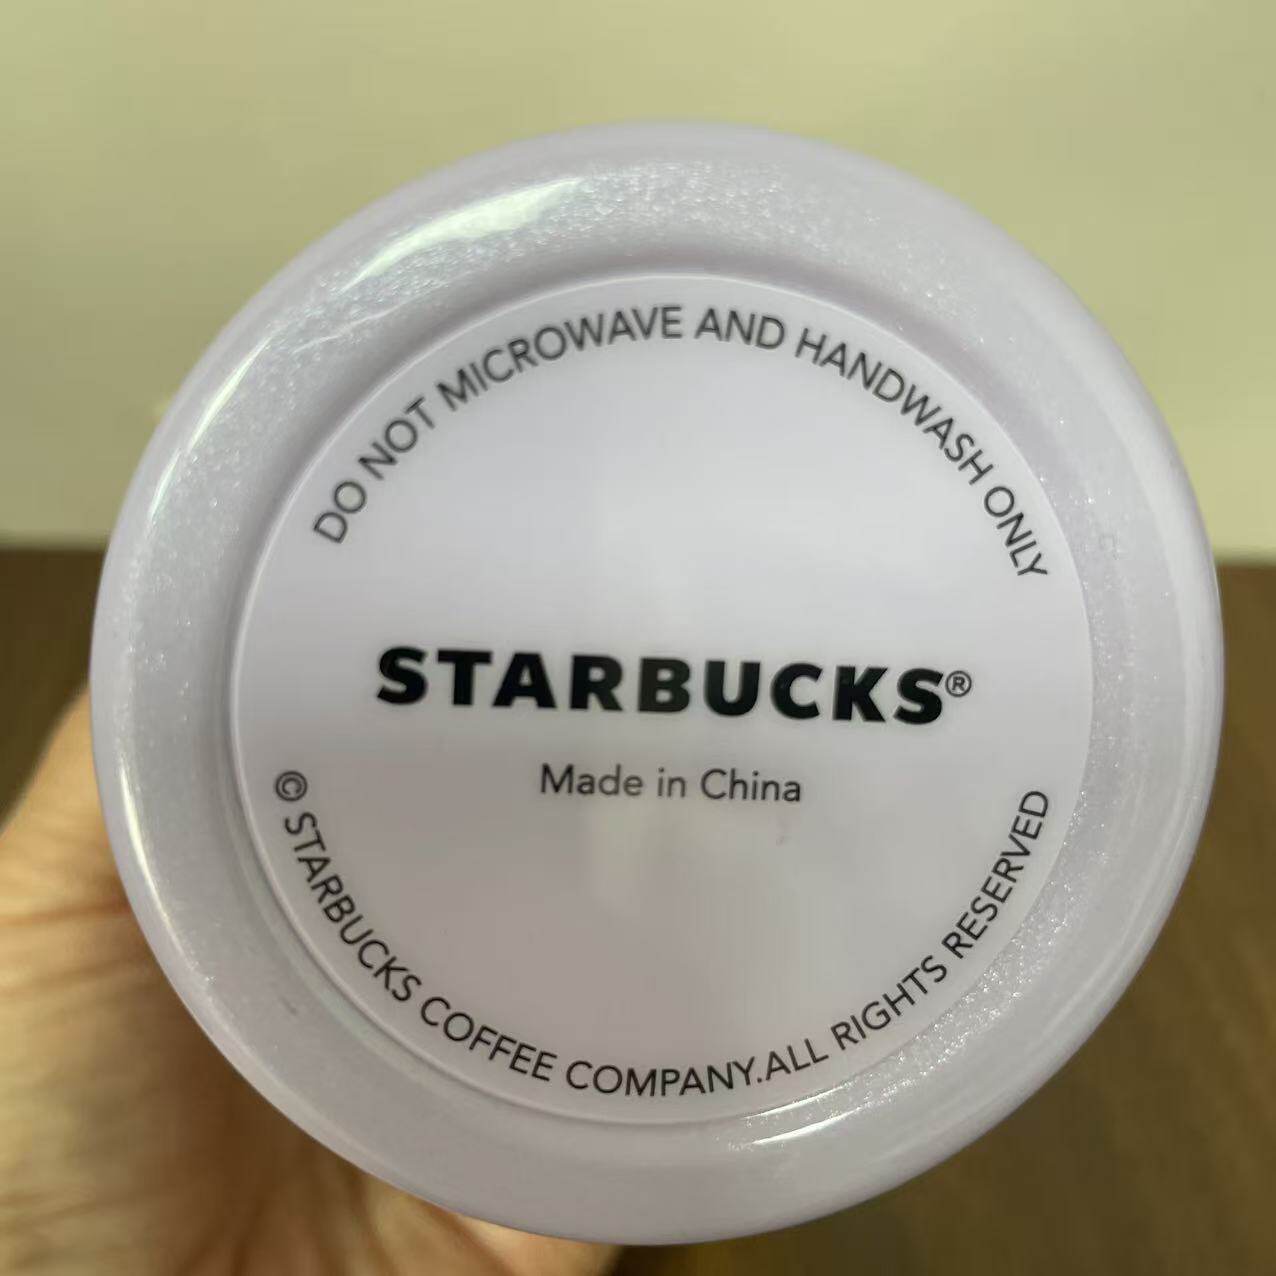 DO NOT MICROWAVE AND HANDWASH ONLY
STARBUCKS®
Made in China
© STARBUCKS COFFEE COMPANY.ALL RIGHTS RESERVED